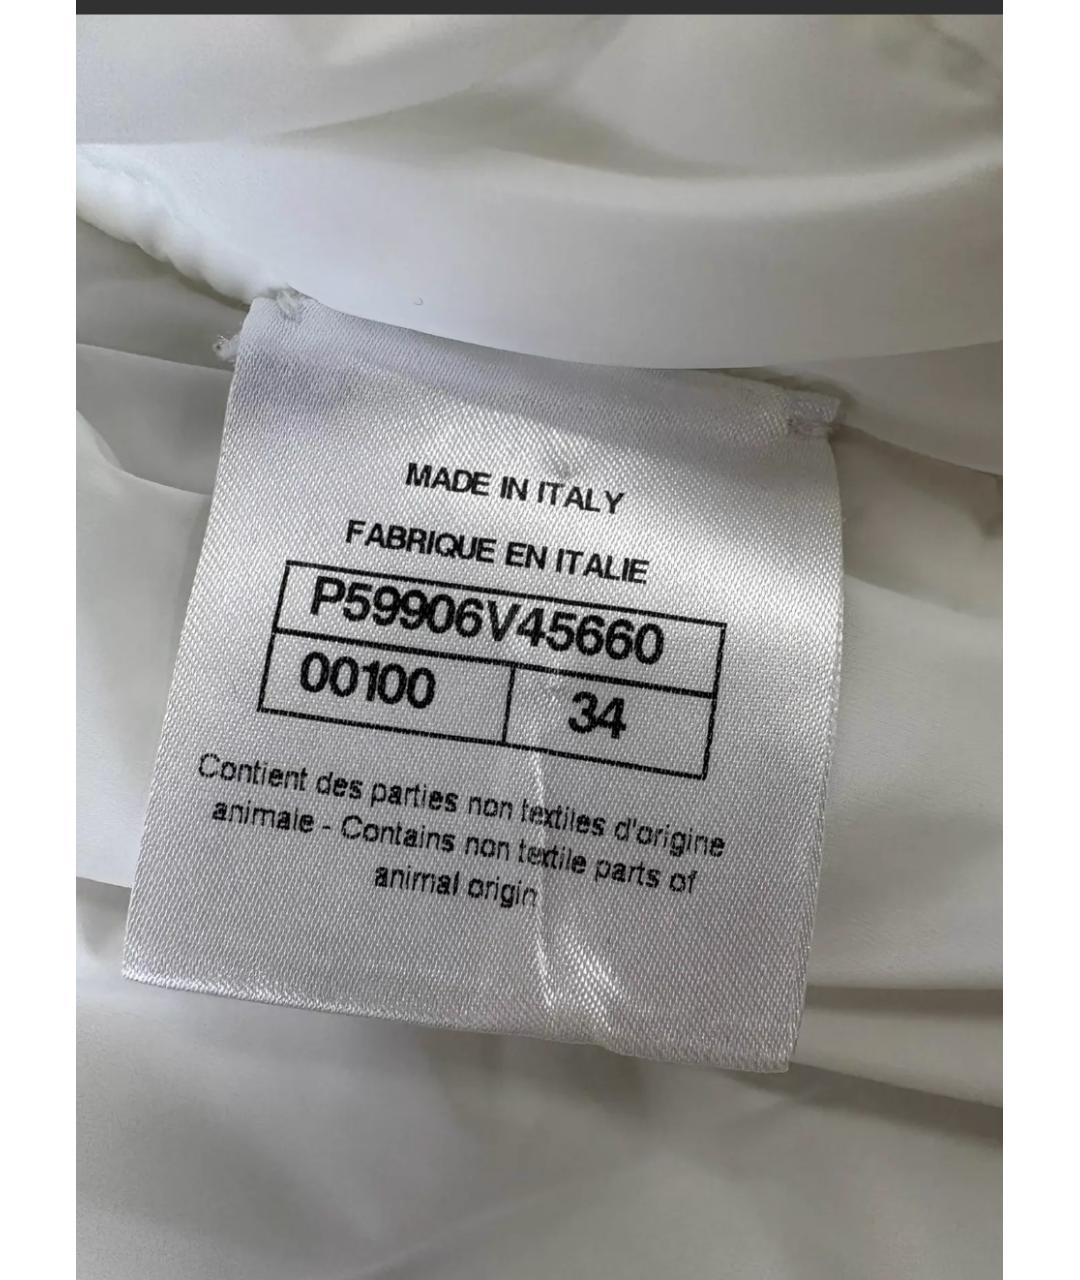 MADE IN ITALY
FABRIQUE EN ITALIE
P59906V45660
00100 34
Contient des parties non textiles d'origine
animale - Contains non textile parts of
animal origin